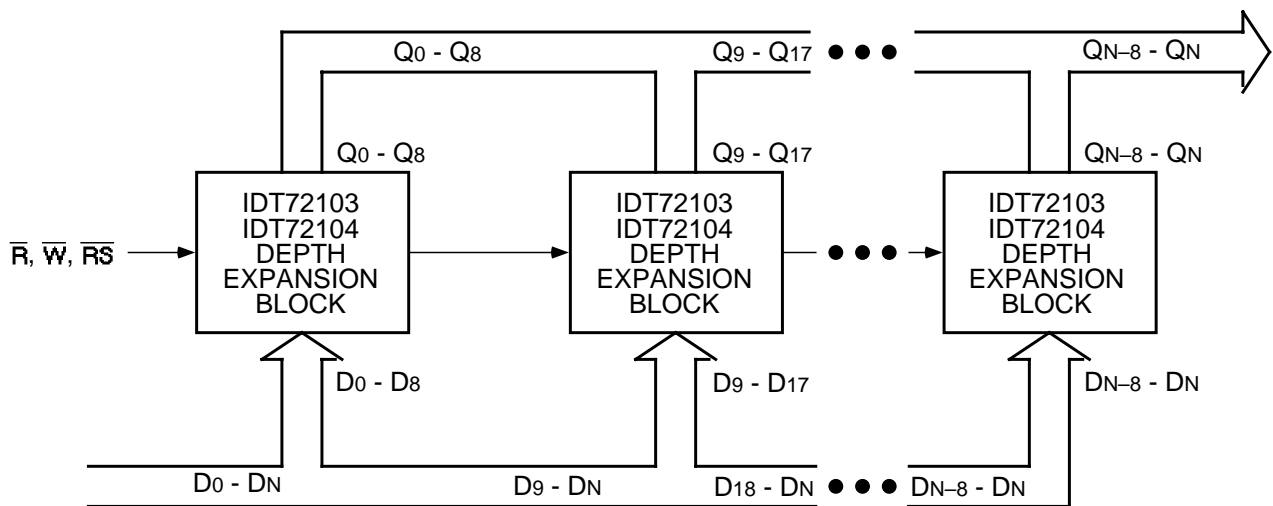 Q0 - Q8
Q9 - Q17
QN–8 - QN
Q0 - Q8
Q9 - Q17
QN–8 - QN
IDT72103
IDT72104
DEPTH
EXPANSION
BLOCK
IDT72103
IDT72104
DEPTH
EXPANSION
BLOCK
IDT72103
IDT72104
DEPTH
EXPANSION
BLOCK
R̅, W̅, R̅S̅
D0 - D8
D9 - D17
DN–8 - DN
D0 - DN
D9 - DN
D18 - DN
DN–8 - DN